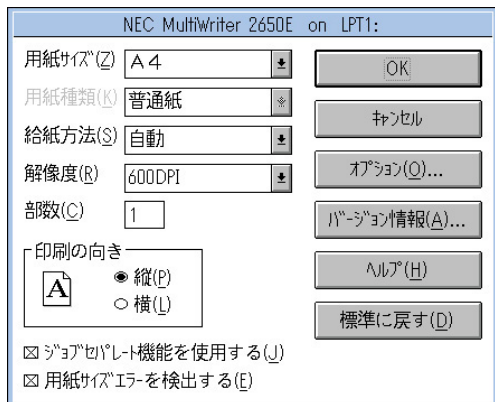 NEC MultiWriter 2650E on LPT1:
用紙ｻｲｽﾞ(Z) A4
用紙種類(K) 普通紙
給紙方法(S) 自動
解像度(R) 600DPI
部数(C) 1
印刷の向き
A
縦(P)
横(L)
ｼﾞｮﾌﾞｾﾊﾟﾚｰﾄ機能を使用する(J)
用紙ｻｲｽﾞｴﾗｰを検出する(E)
OK
ｷｬﾝｾﾙ
ｵﾌﾟｼｮﾝ(O)...
ﾊﾞｰｼﾞｮﾝ情報(A)...
ﾍﾙﾌﾟ(H)
標準に戻す(D)